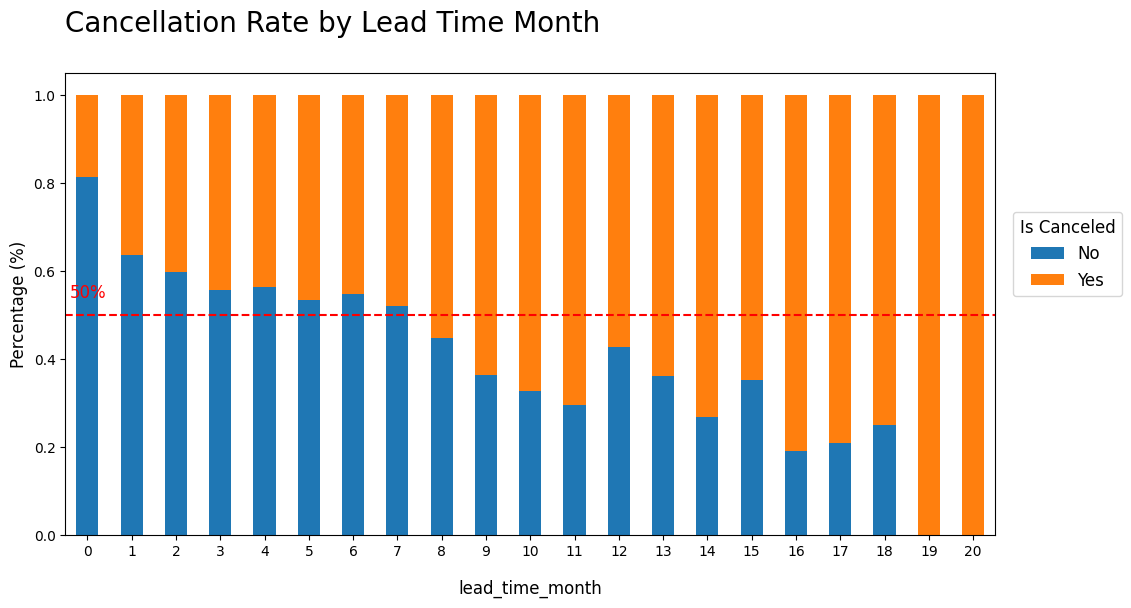 Cancellation Rate by Lead Time Month
Percentage (%)
1.0
0.8
0.6
0.4
0.2
0.0
50%
0 1 2 3 4 5 6 7 8 9 10 11 12 13 14 15 16 17 18 19 20
lead_time_month
Is Canceled
No
Yes